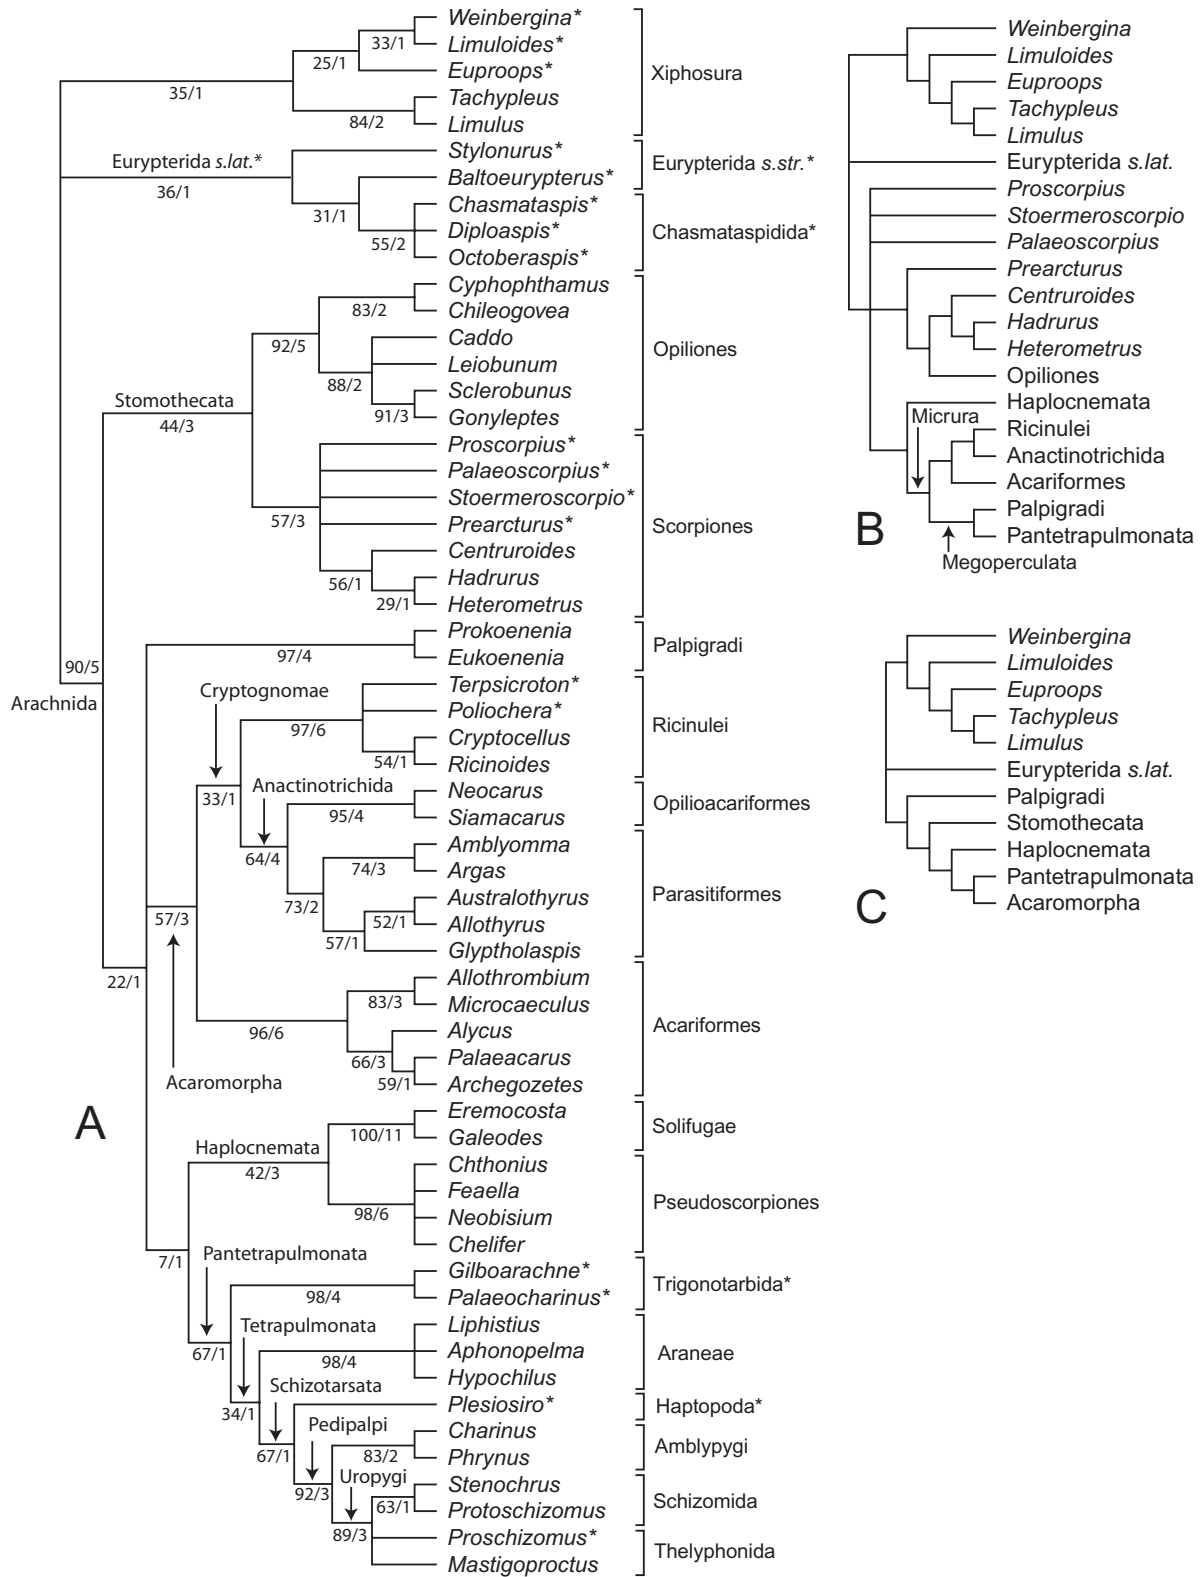 Weinbergina*
33/1
Limuloides*
25/1
Euproops*
Xiphosura
35/1
Tachypleus
84/2
Limulus
Eurypterida s.lat.*
36/1
Stylonurus*
Eurypterida s.str.*
Baltoeurypterus*
31/1
Chasmataspis*
Diploaspis*
Chasmataspidida*
55/2
Octoberaspis*
Cyphophthamus
83/2
Chileogovea
92/5
Caddo
Opiliones
Leiobunum
88/2
Sclerobunus
91/3
Gonyleptes
Stomothecata
44/3
Proscorpius*
Palaeoscorpius*
Stoermeroscorpio*
57/3
Prearcturus*
Scorpiones
Centruroides
56/1
Hadrurus
29/1
Heterometrus
90/5
Arachnida
Prokoenenia
97/4
Eukoenenia
Palpigradi
Cryptognomae
Terpsicroton*
Poliochera*
97/6
Ricinulei
Cryptocellus
54/1
Ricinoides
33/1
Anactinotrichida
Neocarus
95/4
Siamacarus
Opilioacariformes
64/4
Amblyomma
74/3
Argas
Parasitiformes
73/2
Australothyrus
52/1
Allothyrus
57/1
Glyptholaspis
57/3
22/1
Allothrombium
83/3
Microcaeculus
96/6
Acariformes
Alycus
66/3
Palaeacarus
59/1
Archegozetes
Acaromorpha
A
Eremocosta
100/11
Galeodes
Solifugae
Haplocnemata
42/3
Chthonius
Feaella
Pseudoscorpiones
98/6
Neobisium
Chelifer
7/1
Pantetrapulmonata
Gilboarachne*
98/4
Palaeocharinus*
Trigonotarbida*
67/1
Tetrapulmonata
Liphistius
98/4
Aphonopelma
Araneae
Hypochilus
34/1
Schizotarsata
Plesiosiro*
Haptopoda*
67/1
Pedipalpi
Charinus
83/2
Phrynus
Amblypygi
92/3
Uropygi
Stenochrus
63/1
Protoschizomus
Schizomida
89/3
Proschizomus*
Mastigoproctus
Thelyphonida
Weinbergina
Limuloides
Euproops
Tachypleus
Limulus
Eurypterida s.lat.
Proscorpius
Stoermeroscorpio
Palaeoscorpius
Prearcturus
Centruroides
Hadrurus
Heterometrus
Opiliones
Haplocnemata
Micrura
Ricinulei
Anactinotrichida
Acariformes
Palpigradi
B
Pantetrapulmonata
Megoperculata
Weinbergina
Limuloides
Euproops
Tachypleus
Limulus
Eurypterida s.lat.
Palpigradi
Stomothecata
Haplocnemata
Pantetrapulmonata
C
Acaromorpha